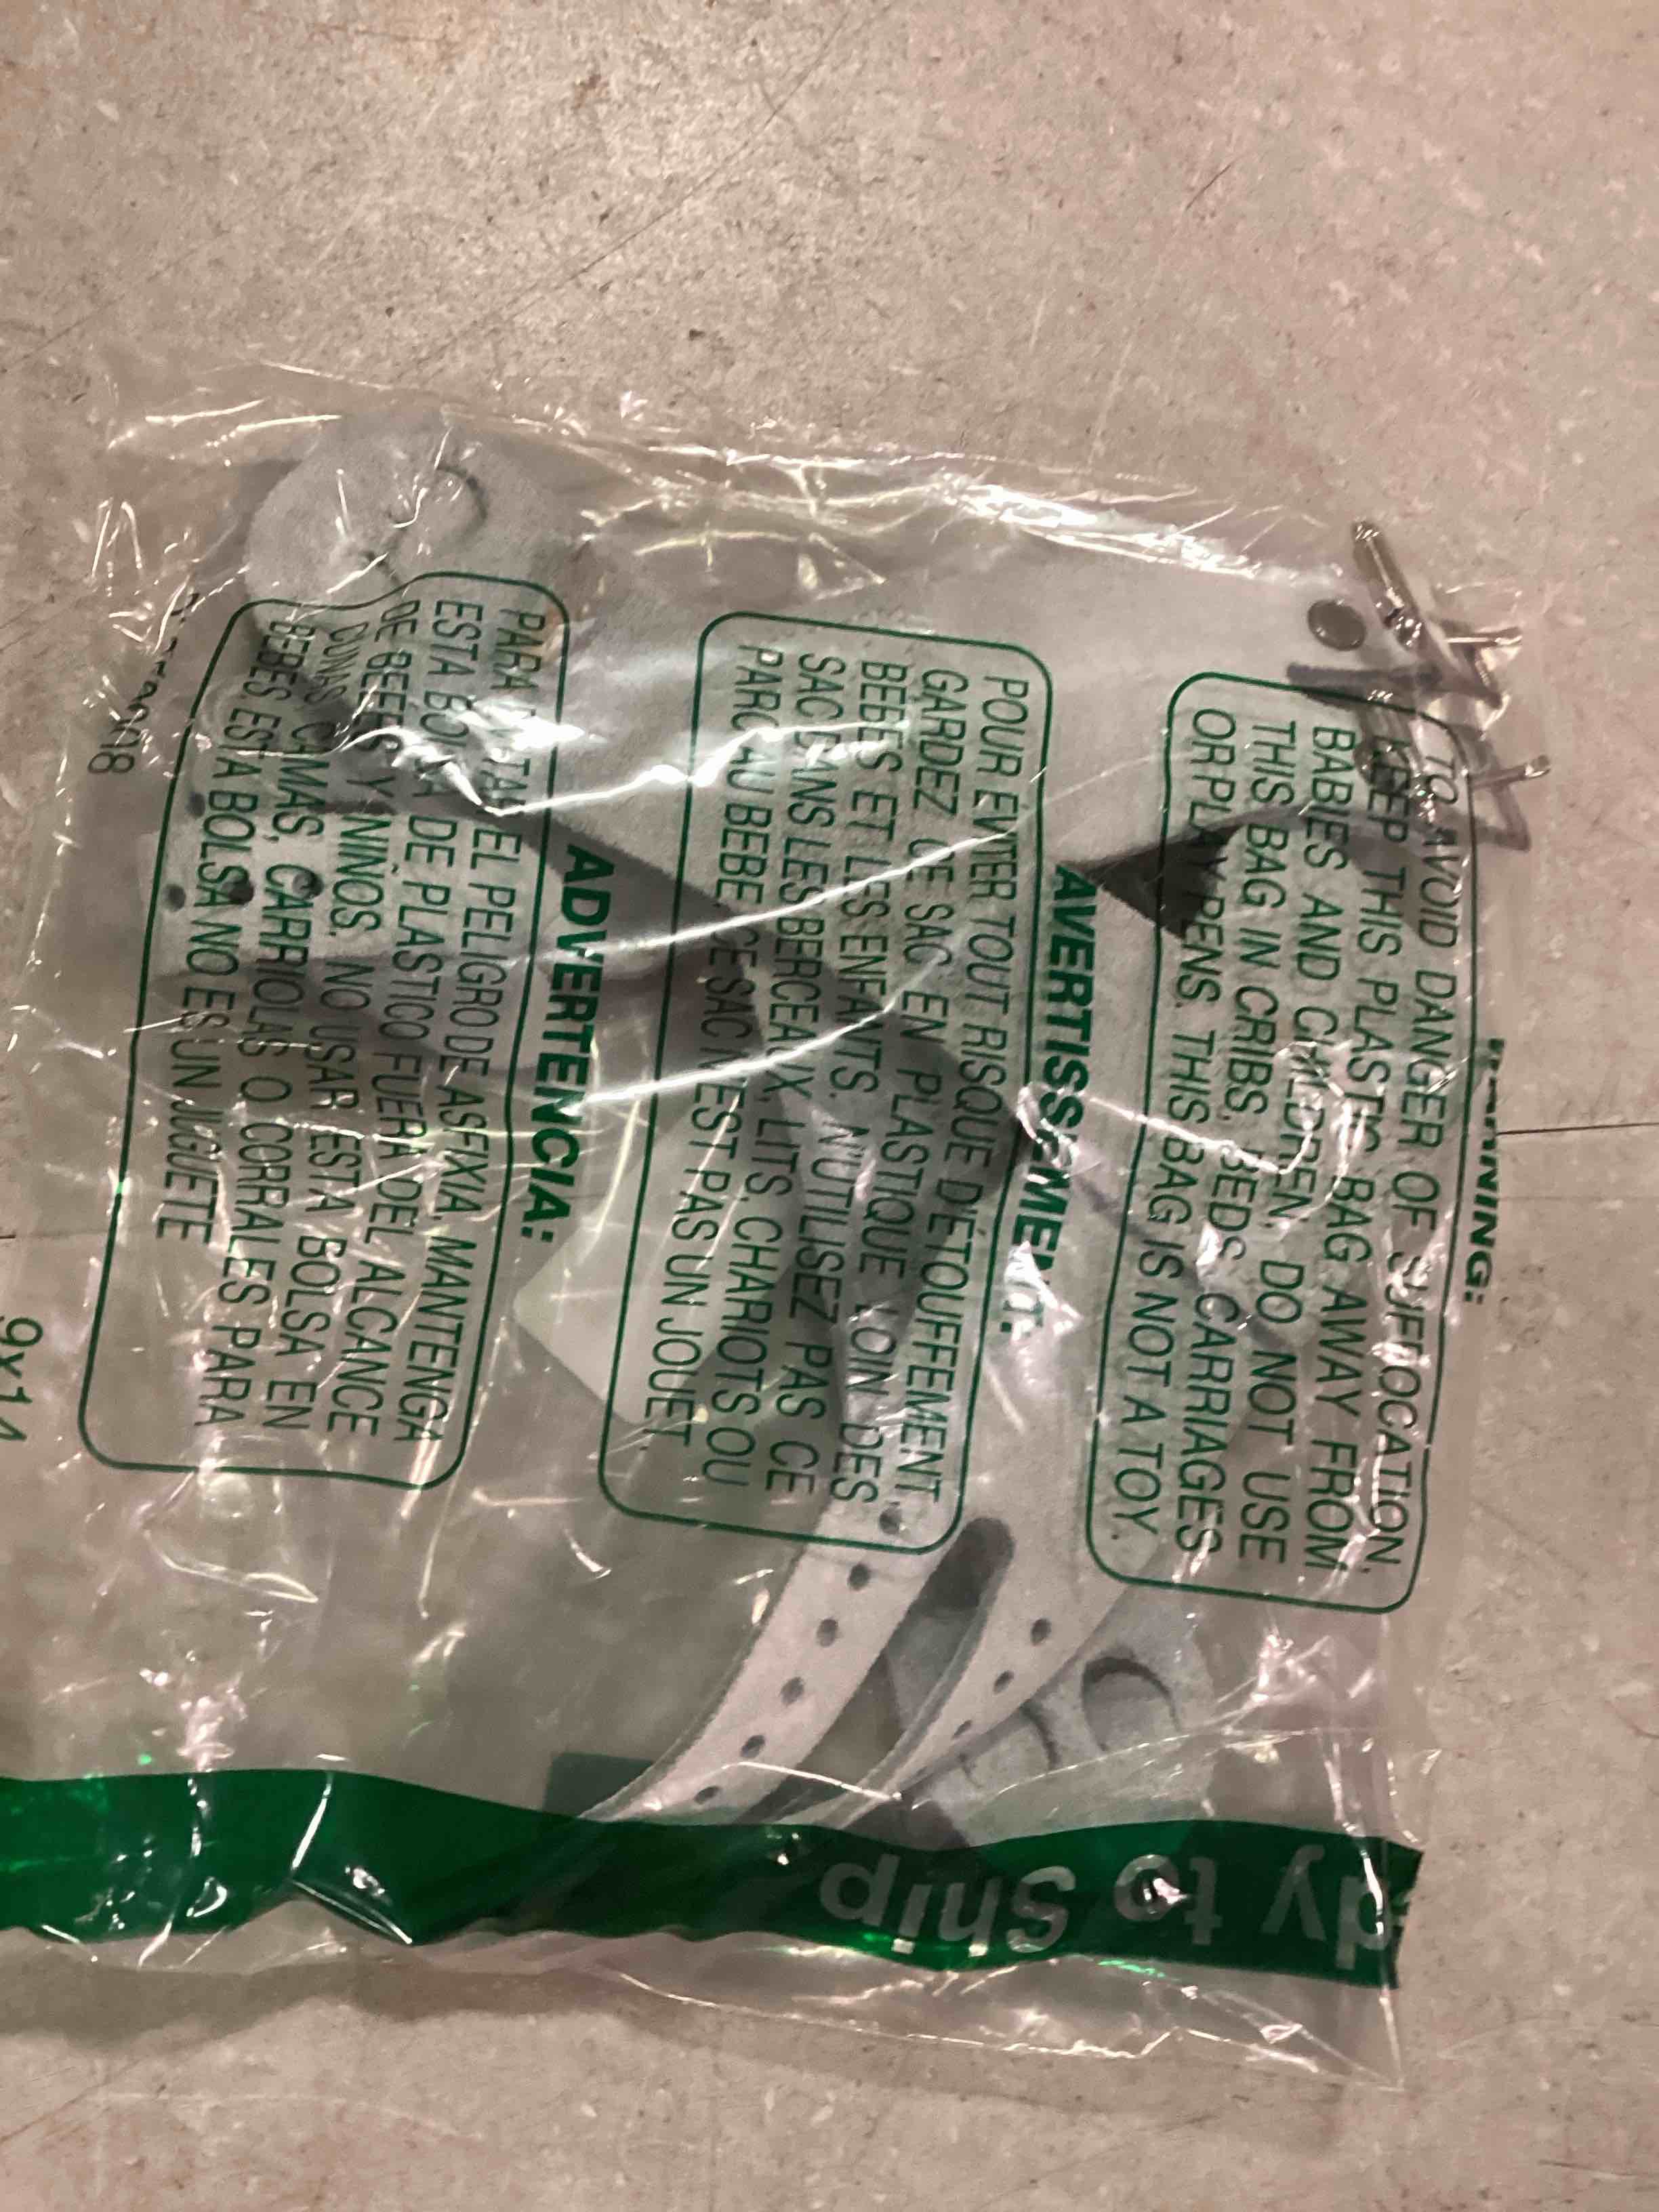 WARNING:
TO AVOID DANGER OF SUFFOCATION,
KEEP THIS PLASTIC BAG AWAY FROM
BABIES AND CHILDREN, DO NOT USE
THIS BAG IN CRIBS, BEDS, CARRIAGES
OR PLAY PENS. THIS BAG IS NOT A TOY.
AVERTISSEMENT:
POUR EVITER TOUT RISQUE D'ÉTOUFFEMENT,
GARDEZ CE SAC EN PLASTIQUE LOIN DES
BEBES ET LES ENFANTS. NUTILISEZ PAS CE
SAC DANS LES BERCEAUX, LITS, CHARIOTS OU
PARC AU BEBE CE SAC N'EST PAS UN JOUET.
ADVERTENCIA:
PARA EVITAR EL PELIGRO DE ASFIXIA, MANTENGA
ESTA BOLSA DE PLASTICO FUERA DEL ALCANCE
DE BEBES Y NIÑOS. NO USAR ESTA BOLSA EN
CUNAS CAMAS, CARRIOLAS O CORRALES PARA
BEBES ESTA BOLSA NO ES UN JUGUETE
9x14
dy to Ship